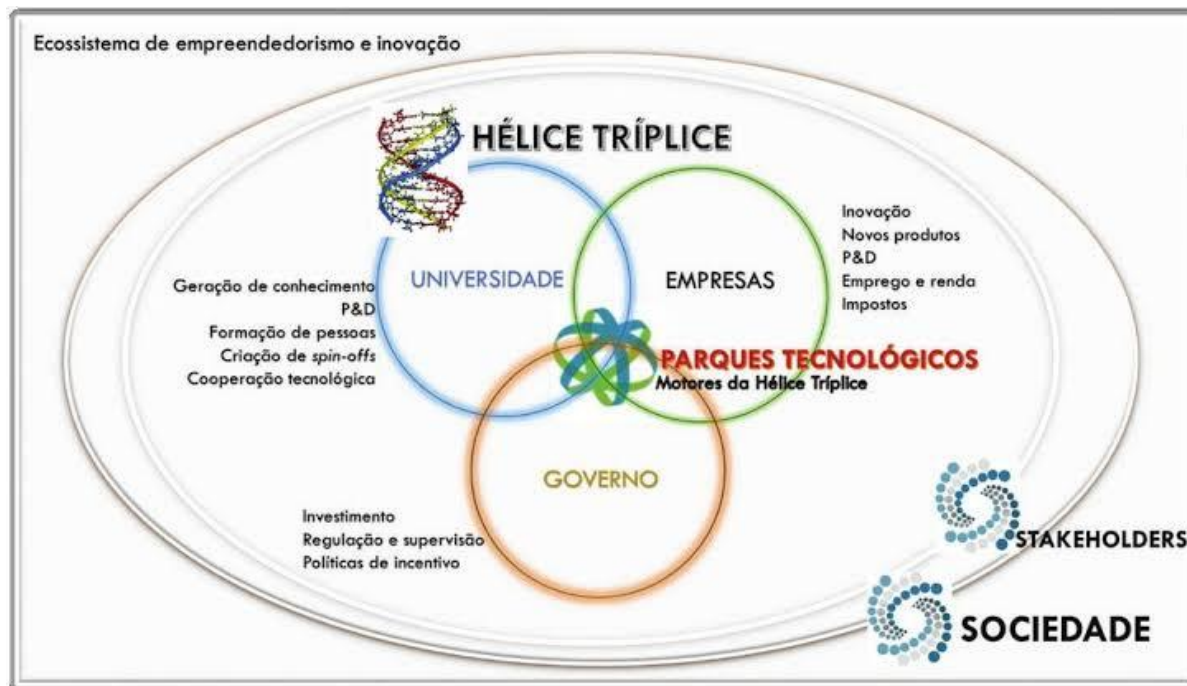 Ecossistema de empreendedorismo e inovação
HÉLICE TRÍPLICE
UNIVERSIDADE
EMPRESAS
Geração de conhecimento
P&D
Formação de pessoas
Criação de spin-offs
Cooperação tecnológica
Inovação
Novos produtos
P&D
Emprego e renda
Impostos
PARQUES TECNOLÓGICOS
Motores da Hélice Tríplice
GOVERNO
Investimento
Regulação e supervisão
Políticas de incentivo
STAKEHOLDERS
SOCIEDADE